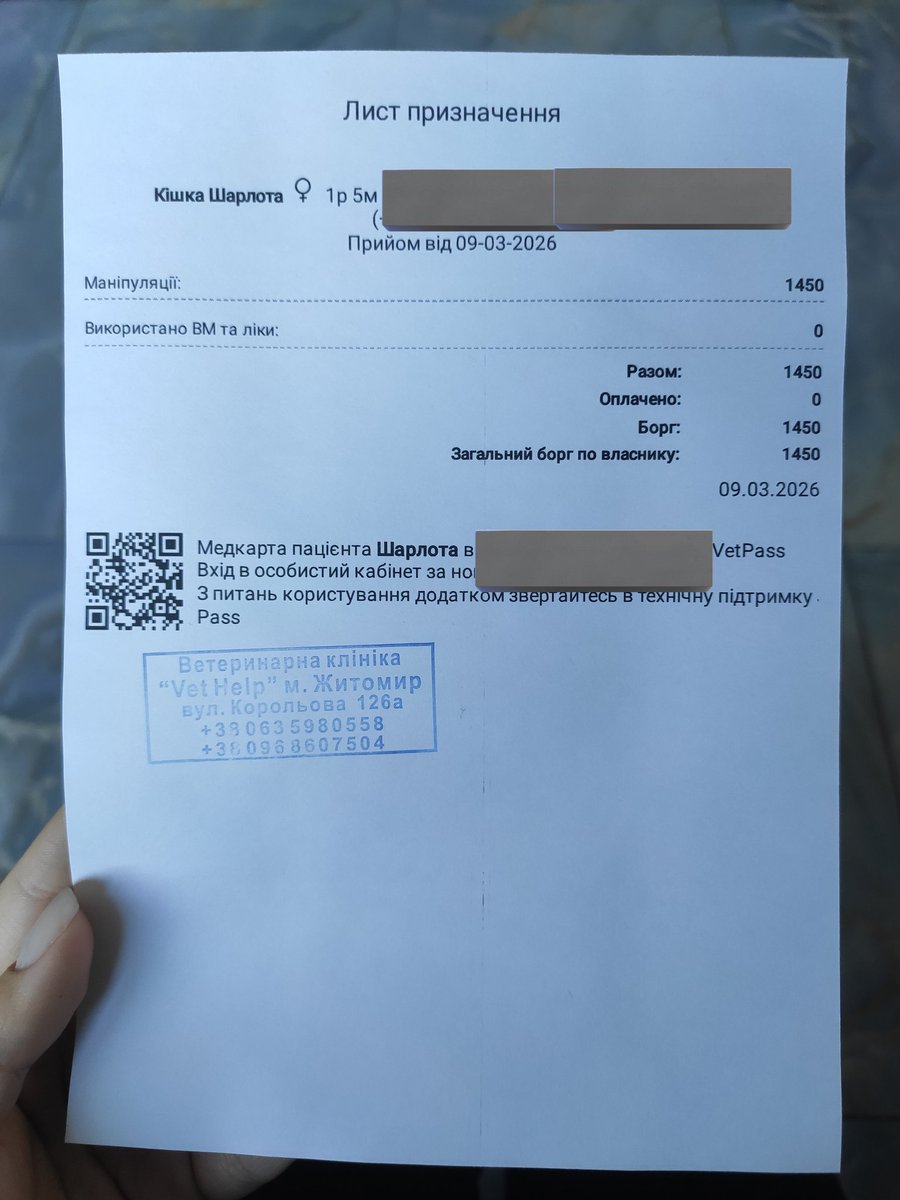 Лист призначення
Кішка Шарлота ♀ 1р 5м
(
Прийом від 09-03-2026
Маніпуляції: 1450
Використано ВМ та ліки: 0
Разом: 1450
Оплачено: 0
Борг: 1450
Загальний борг по власнику: 1450
09.03.2026
Медкарта пацієнта Шарлота в VetPass
Вхід в особистий кабінет за
З питань користування додатком звертайтесь в технічну підтримку
Pass
Ветеринарна клініка
“Vet Help” м. Житомир
вул. Корольова 126а
+380635980558
+380968607504